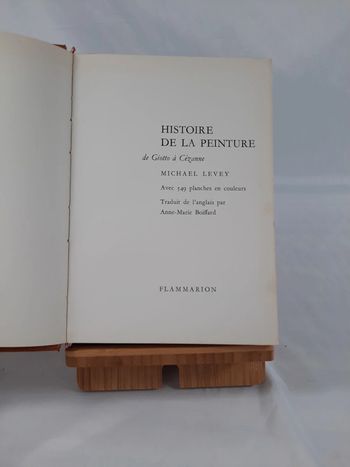 HISTOIRE
DE LA PEINTURE
de Giotto à Cézanne
MICHAEL LEVEY
Avec 549 planches en couleurs
Traduit de l'anglais par
Anne-Marie Boiffard
FLAMMARION